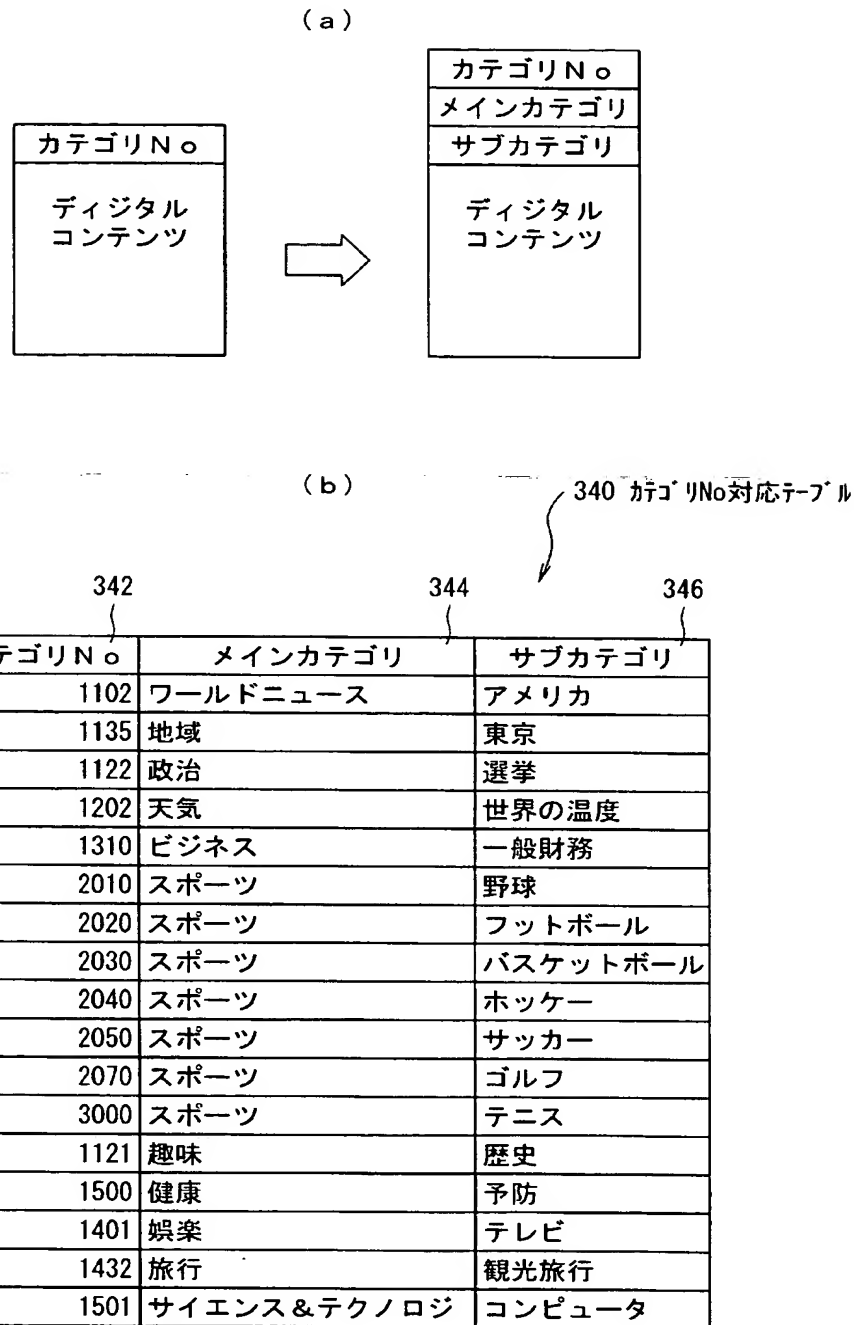 (a)
カテゴリNo
ディジタル
コンテンツ
カテゴリNo
メインカテゴリ
サブカテゴリ
ディジタル
コンテンツ
(b)
340 カテゴリNo対応テーブル
342 344 346
テゴリNo メインカテゴリ サブカテゴリ
1102 ワールドニュース アメリカ
1135 地域 東京
1122 政治 選挙
1202 天気 世界の温度
1310 ビジネス 一般財務
2010 スポーツ 野球
2020 スポーツ フットボール
2030 スポーツ バスケットボール
2040 スポーツ ホッケー
2050 スポーツ サッカー
2070 スポーツ ゴルフ
3000 スポーツ テニス
1121 趣味 歴史
1500 健康 予防
1401 娯楽 テレビ
1432 旅行 観光旅行
1501 サイエンス&テクノロジ コンピュータ